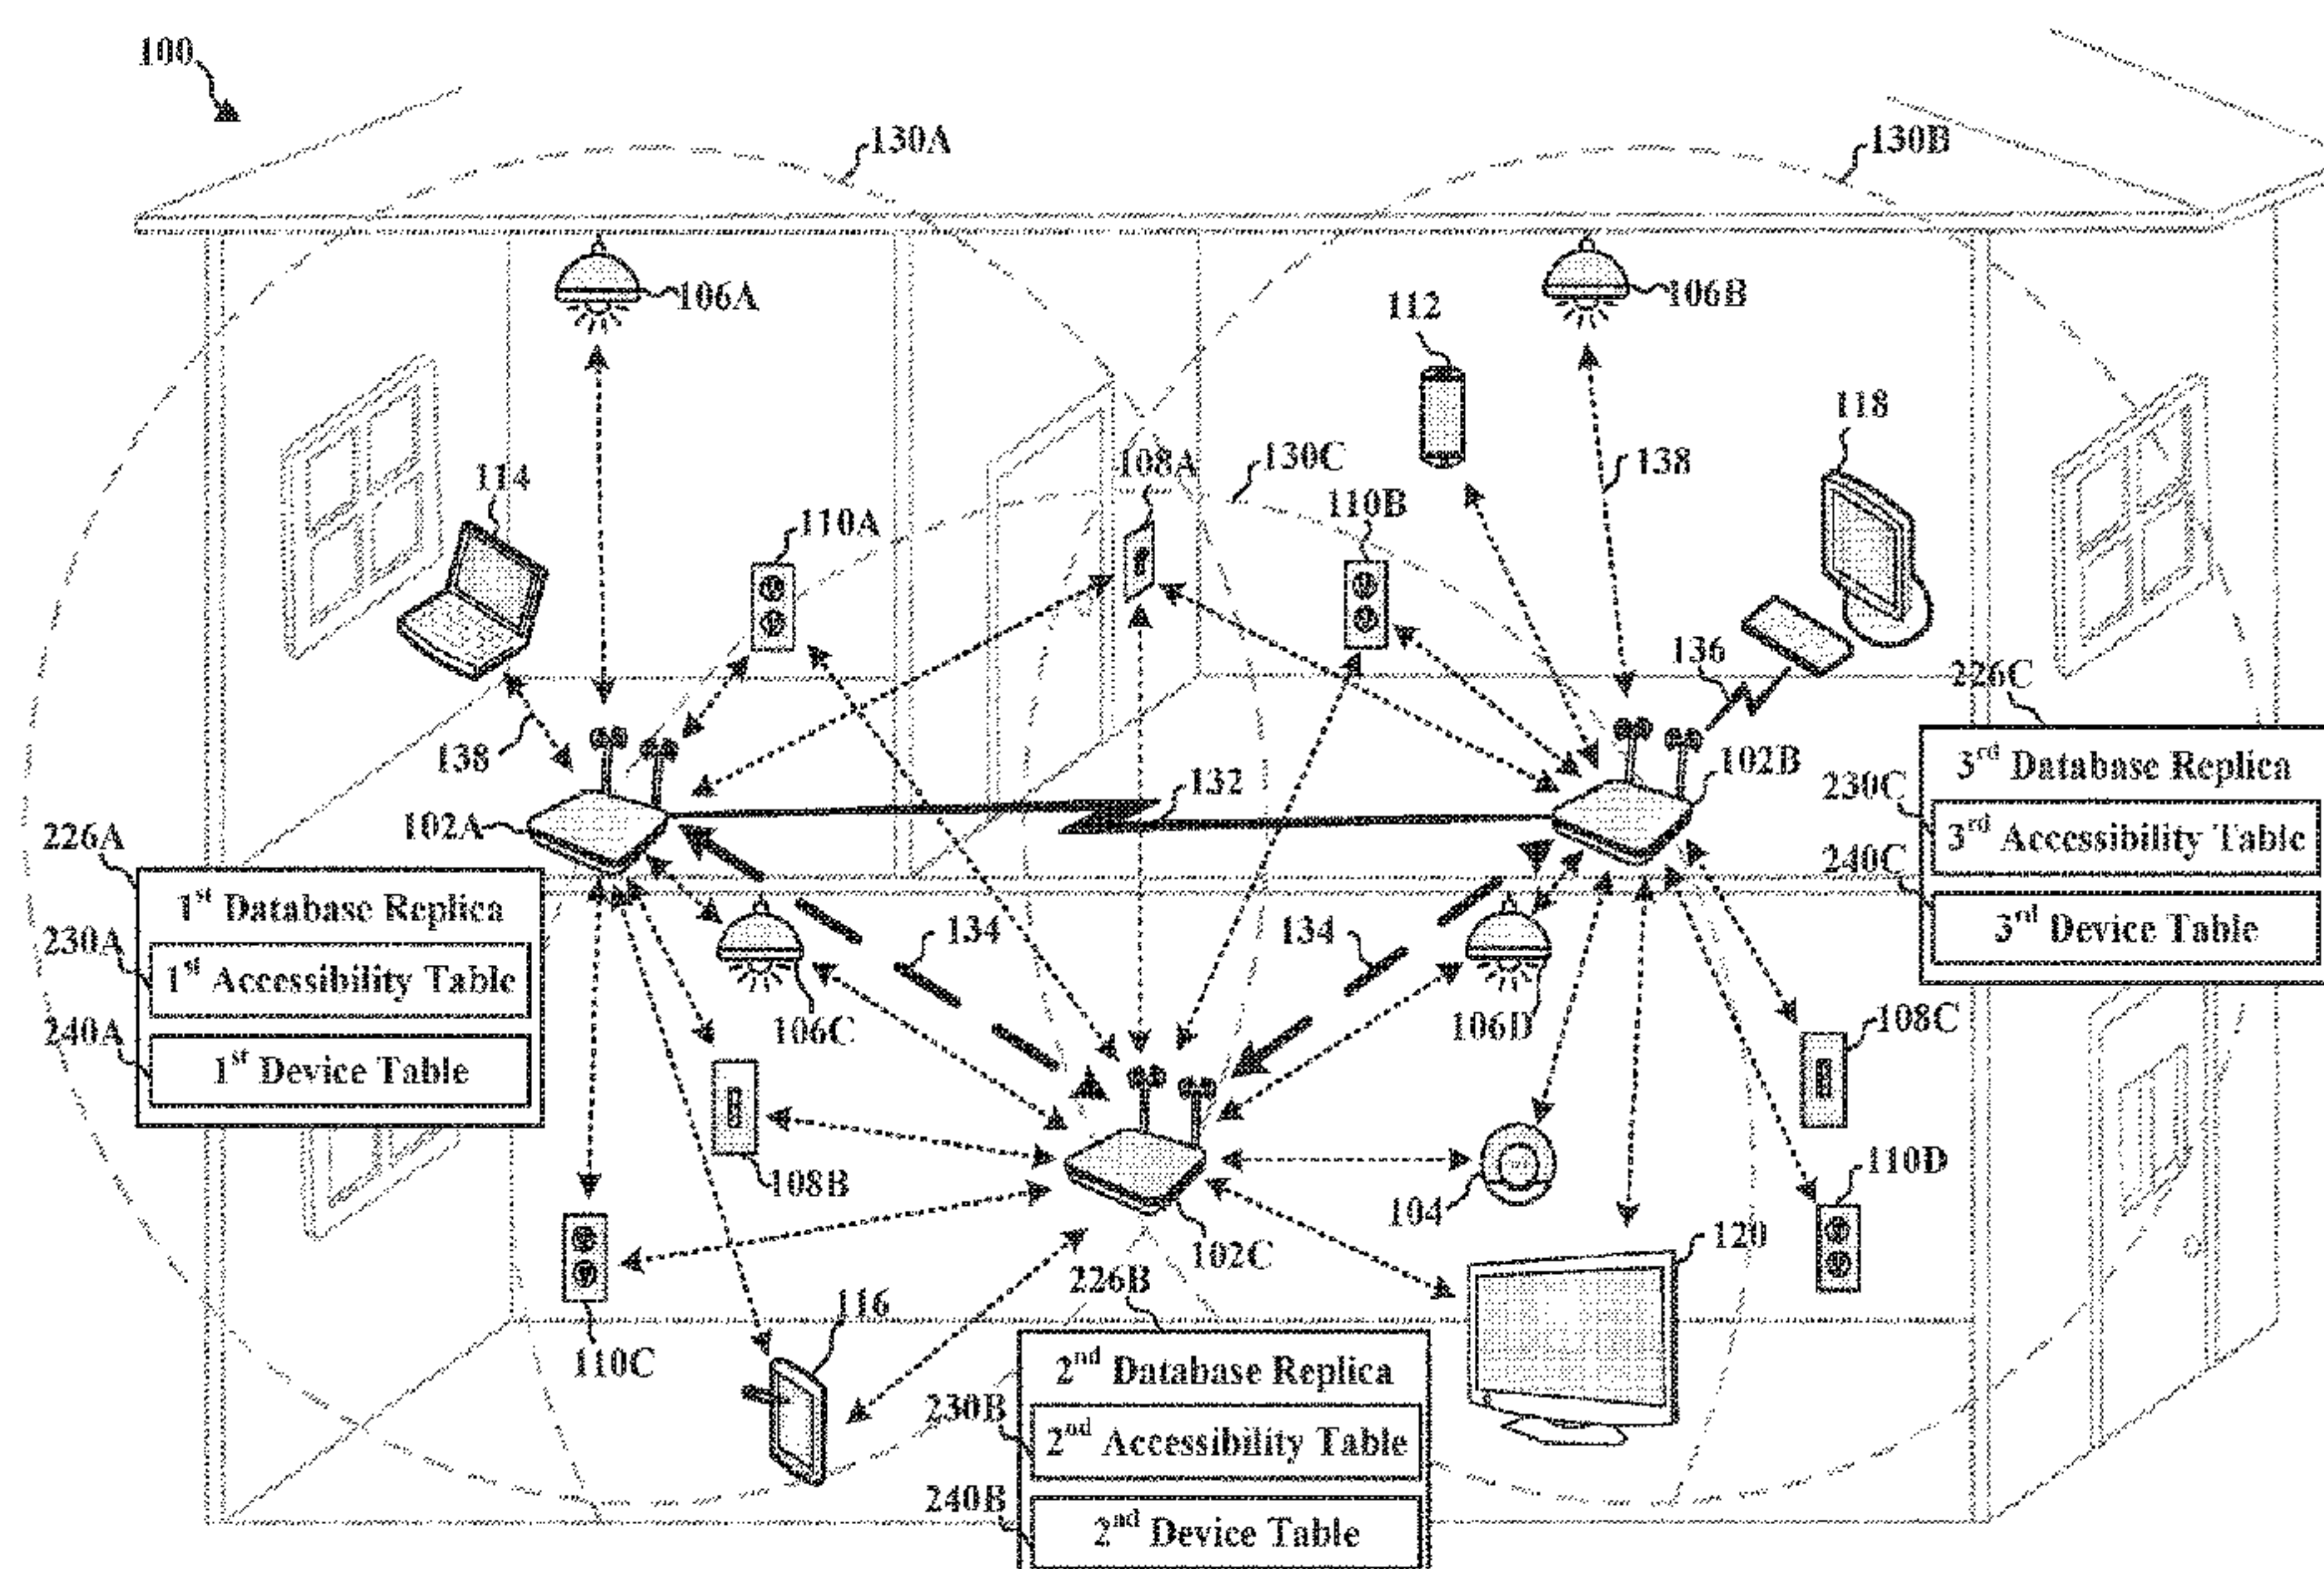 100
130A
130B
106A
106B
112
118
114
108A
130C
138
110A
110B
136
226C
138
102B
3rd Database Replica
132
230C
102A
3rd Accessibility Table
226A
240C
1st Database Replica
3rd Device Table
230A
134
134
1st Accessibility Table
106C
106D
108C
240A
1st Device Table
108B
104
110D
102C
120
226B
116
110C
2nd Database Replica
230B
2nd Accessibility Table
240B
2nd Device Table